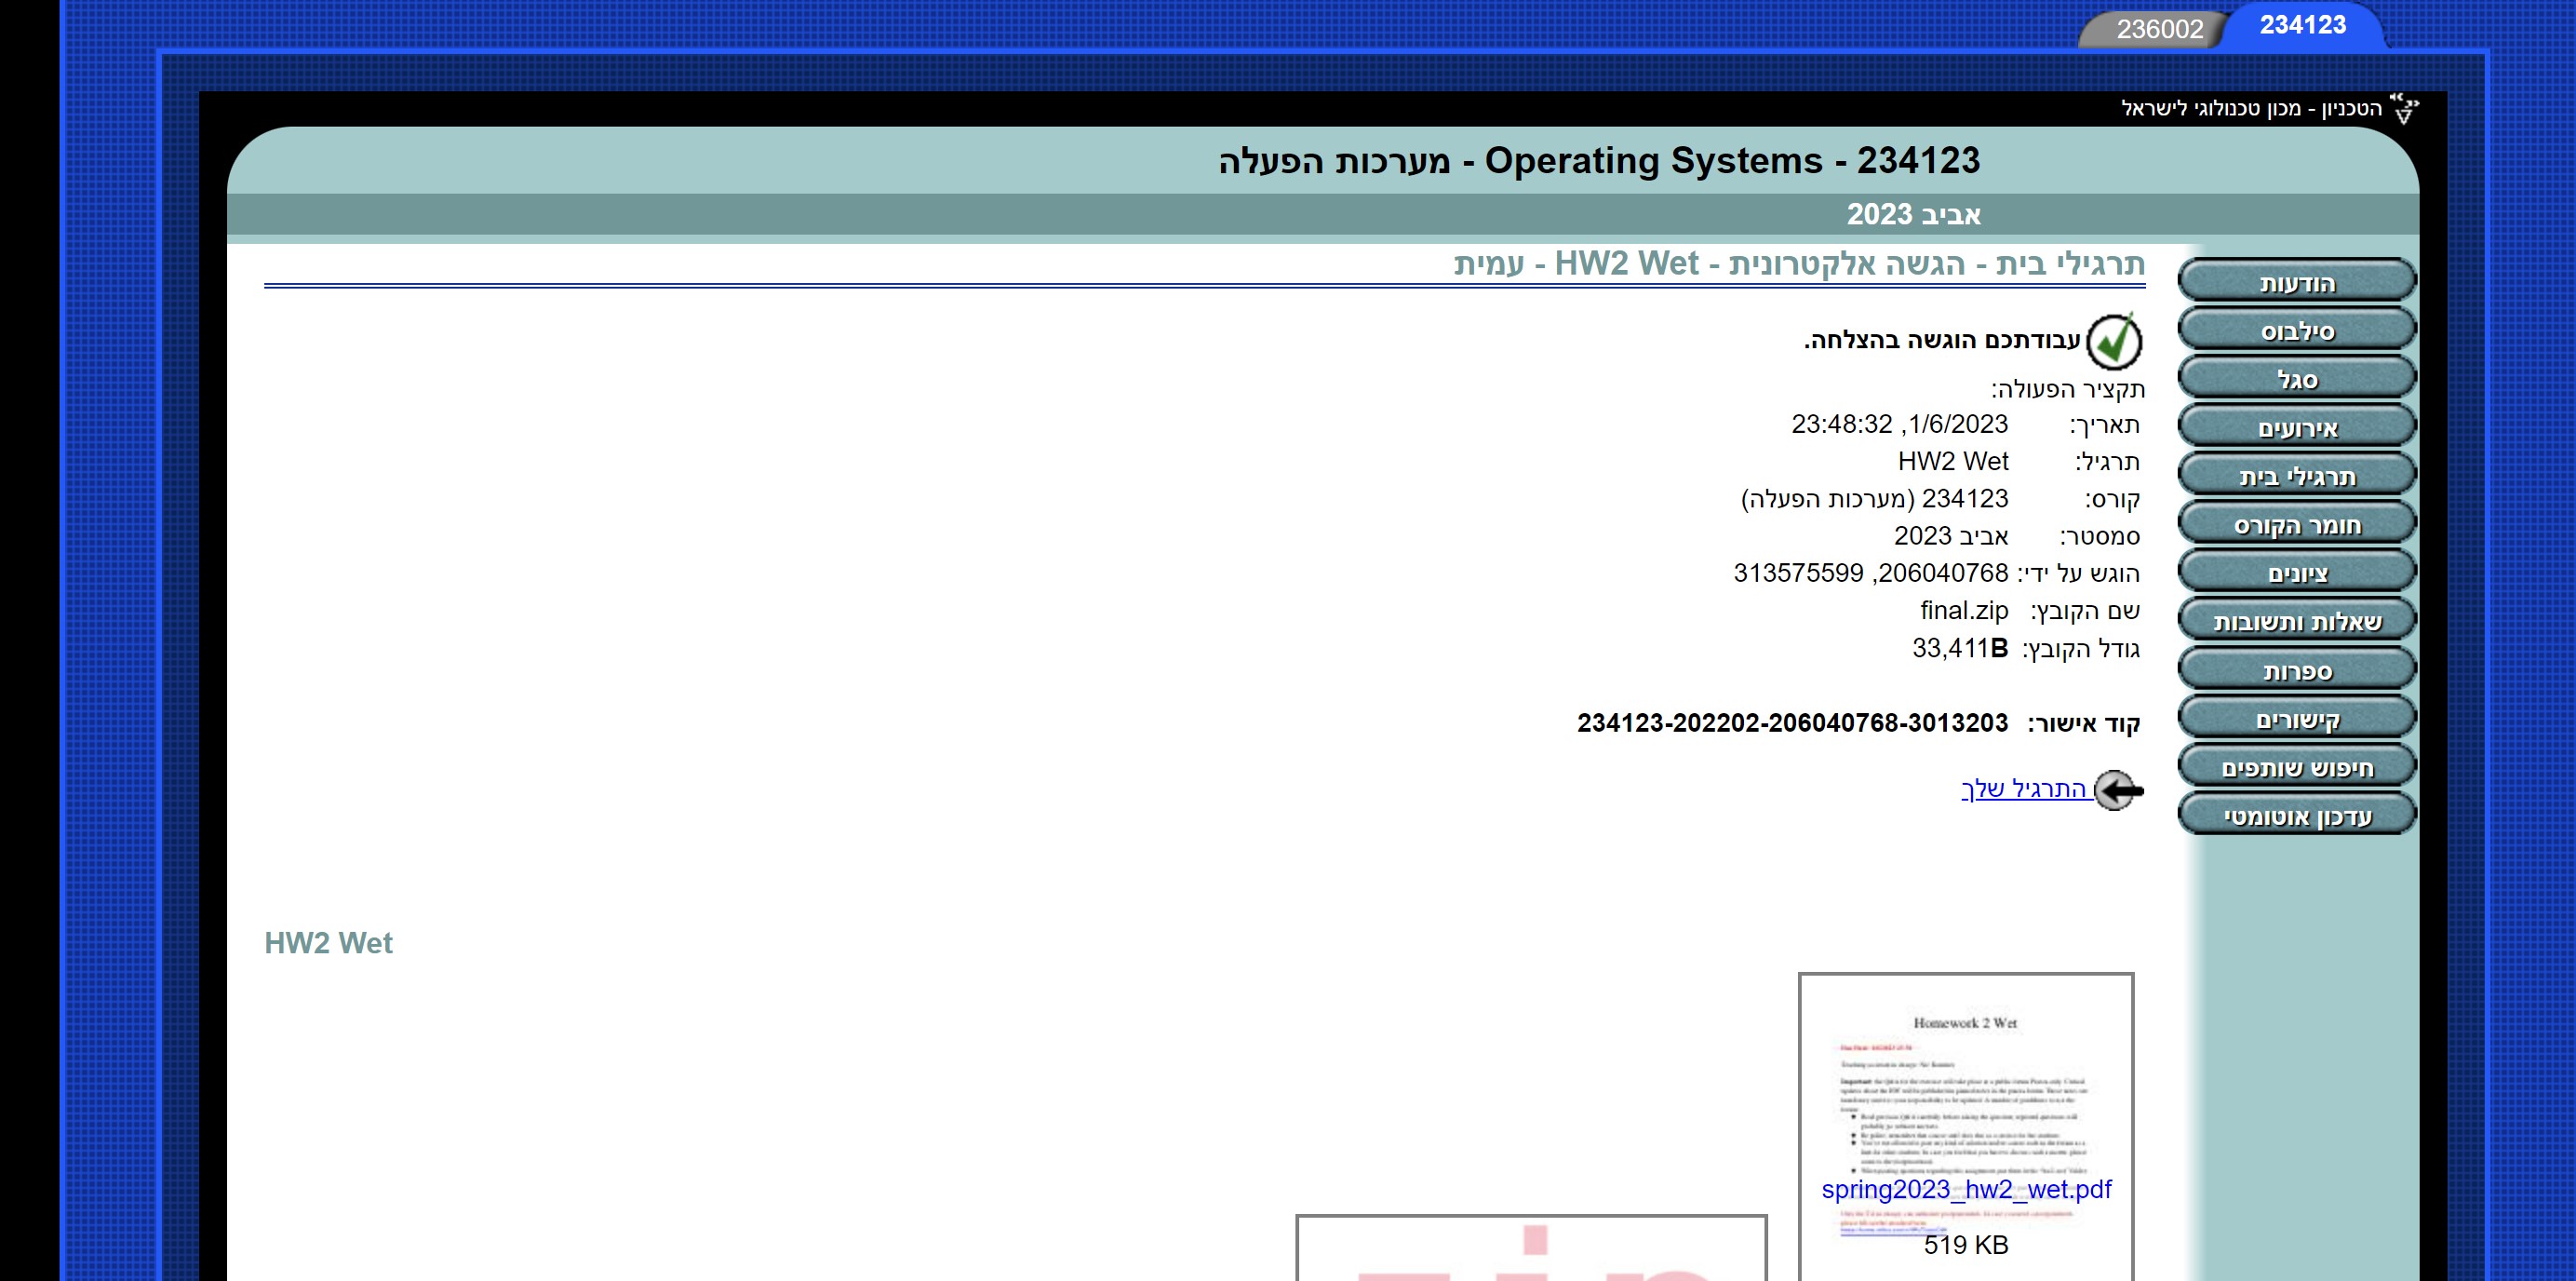 236002
234123
הטכניון - מכון טכנולוגי לישראל
234123 - Operating Systems - מערכות הפעלה
אביב 2023
תרגילי בית - הגשה אלקטרונית - HW2 Wet - עמית
הודעות
סילבוס
סגל
אירועים
תרגילי בית
חומר הקורס
ציונים
שאלות ותשובות
ספרות
קישורים
חיפוש שותפים
עדכון אוטומטי
עבודתכם הוגשה בהצלחה.
תקציר הפעולה:
תאריך: 1/6/2023, 23:48:32
תרגיל: HW2 Wet
קורס: 234123 (מערכות הפעלה)
סמסטר: אביב 2023
הוגש על ידי: 206040768, 313575599
שם הקובץ: final.zip
גודל הקובץ: 33,411B
קוד אישור: 234123-202202-206040768-3013203
התרגיל שלך
HW2 Wet
Homework 2 Wet
spring2023_hw2_wet.pdf
519 KB